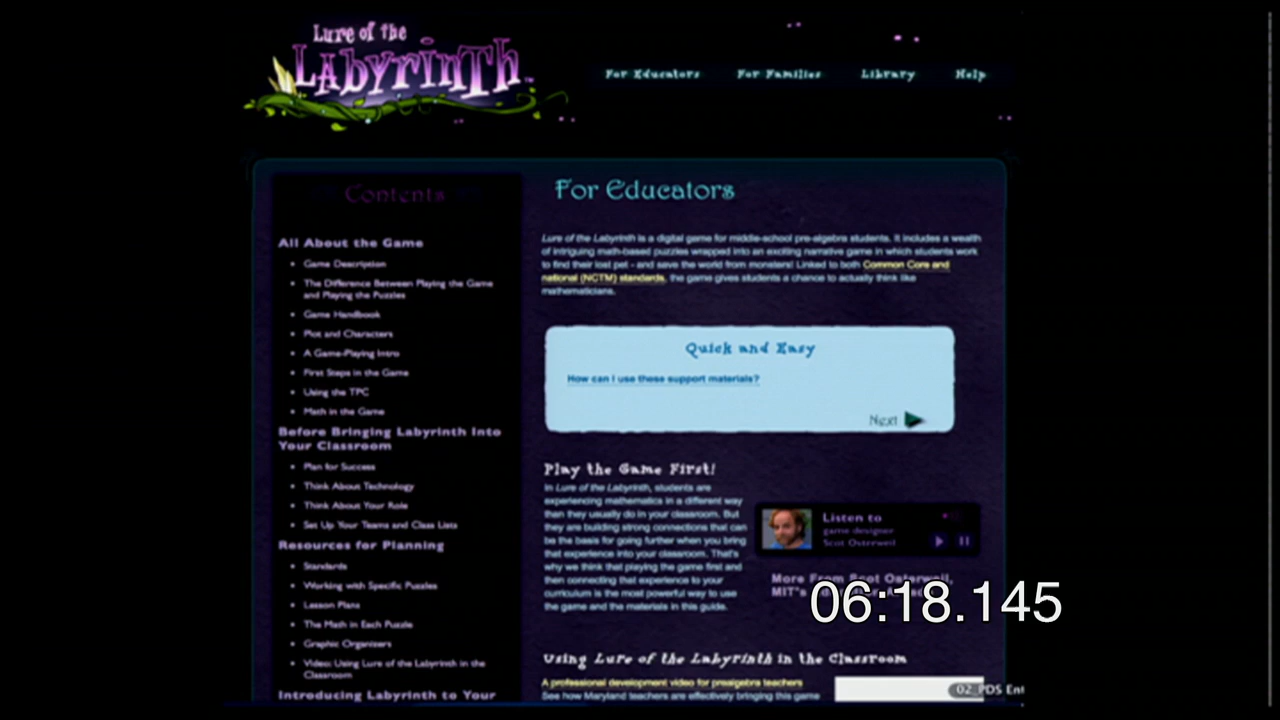 Lure of the
Labyrinth
For Educators
For Families
Library
Help
Contents
All About the Game
Game Description
The Difference Between Playing the Game
and Playing the Puzzles
Game Handbook
Plot and Characters
A Game-Playing Intro
First Steps in the Game
Using the TPC
Math in the Game
Before Bringing Labyrinth Into
Your Classroom
Plan for Success
Think About Technology
Think About Your Role
Set Up Your Teams and Class Lists
Resources for Planning
Standards
Working with Specific Puzzles
Lesson Plans
The Math in Each Puzzle
Graphic Organizers
Video: Using Lure of the Labyrinth in the
Classroom
Introducing Labyrinth to Your
For Educators
Lure of the Labyrinth is a digital game for middle-school pre-algebra students. It includes a wealth
of intriguing math-based puzzles wrapped into an exciting narrative game in which students work
to find their lost pet - and save the world from monsters! Linked to both Common Core and
national (NCTM) standards, the game gives students a chance to actually think like
mathematicians.
Quick and Easy
How can I use these support materials?
Next
Play the Game First!
In Lure of the Labyrinth, students are
experiencing mathematics in a different way
than they usually do in your classroom. But
they are building strong connections that can
be the basis for going further when you bring
that experience into your classroom. That's
why we think that playing the game first and
then connecting that experience to your
curriculum is the most powerful way to use
the game and the materials in this guide.
Listen to
game designer
Scot Osterweil
More From Scot Osterweil,
MIT's
06:18.145
Using Lure of the Labyrinth in the Classroom
A professional development video for prealgebra teachers
See how Maryland teachers are effectively bringing this game
02_PDS Ent